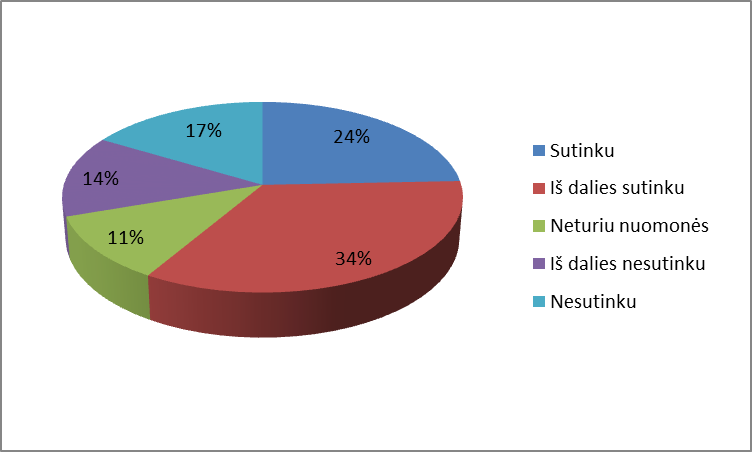 17%
24%
14%
11%
34%
Sutinku
Iš dalies sutinku
Neturiu nuomonės
Iš dalies nesutinku
Nesutinku